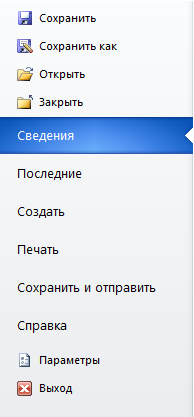 Сохранить
Сохранить как
Открыть
Закрыть
Сведения
Последние
Создать
Печать
Сохранить и отправить
Справка
Параметры
Выход